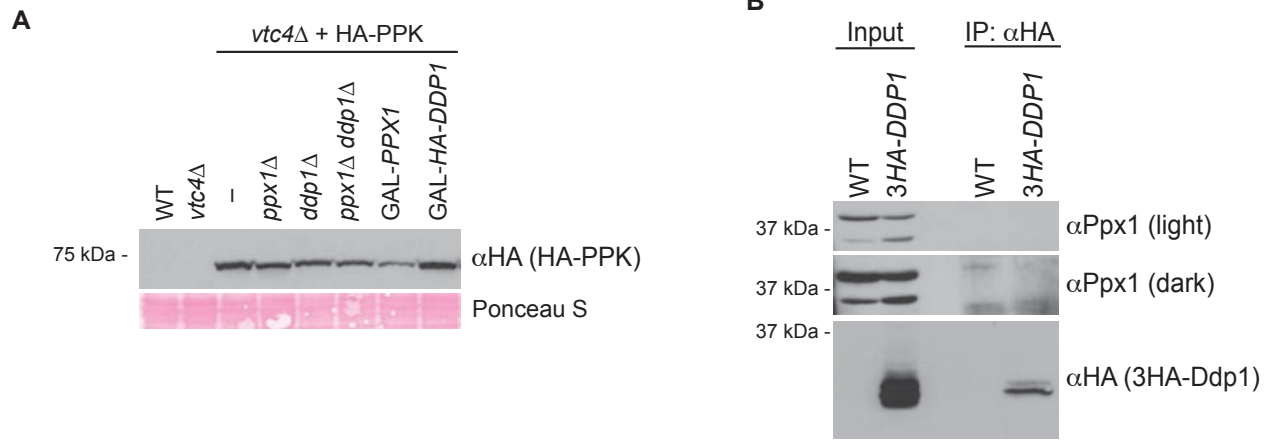 A
vtc4Δ + HA-PPK
WT
vtc4Δ
–
ppx1Δ
ddp1Δ
ppx1Δ ddp1Δ
GAL-PPX1
GAL-HA-DDP1
75 kDa -
αHA (HA-PPK)
Ponceau S
B
Input
IP: αHA
WT
3HA-DDP1
WT
3HA-DDP1
37 kDa -
αPpx1 (light)
37 kDa -
αPpx1 (dark)
37 kDa -
αHA (3HA-Ddp1)